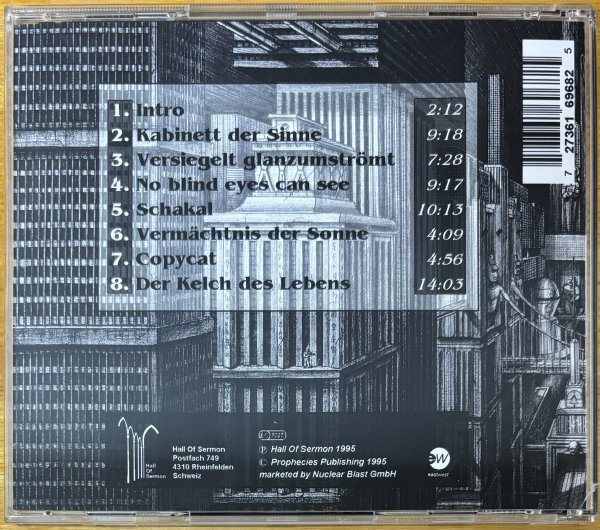 1. Intro 2:12
2. Kabinett der Sinne 9:18
3. Versiegelt glanzumströmt 7:28
4. No blind eyes can see 9:17
5. Schakal 10:13
6. Vermächtnis der Sonne 4:09
7. Copycat 4:56
8. Der Kelch des Lebens 14:03
7 27361 69682 5
Hall
Of
Sermon
Hall Of Sermon
Postfach 749
4310 Rheinfelden
Schweiz
Ⓟ Hall Of Sermon 1995
© Prophecies Publishing 1995
marketed by Nuclear Blast GmbH
ew
eastwest